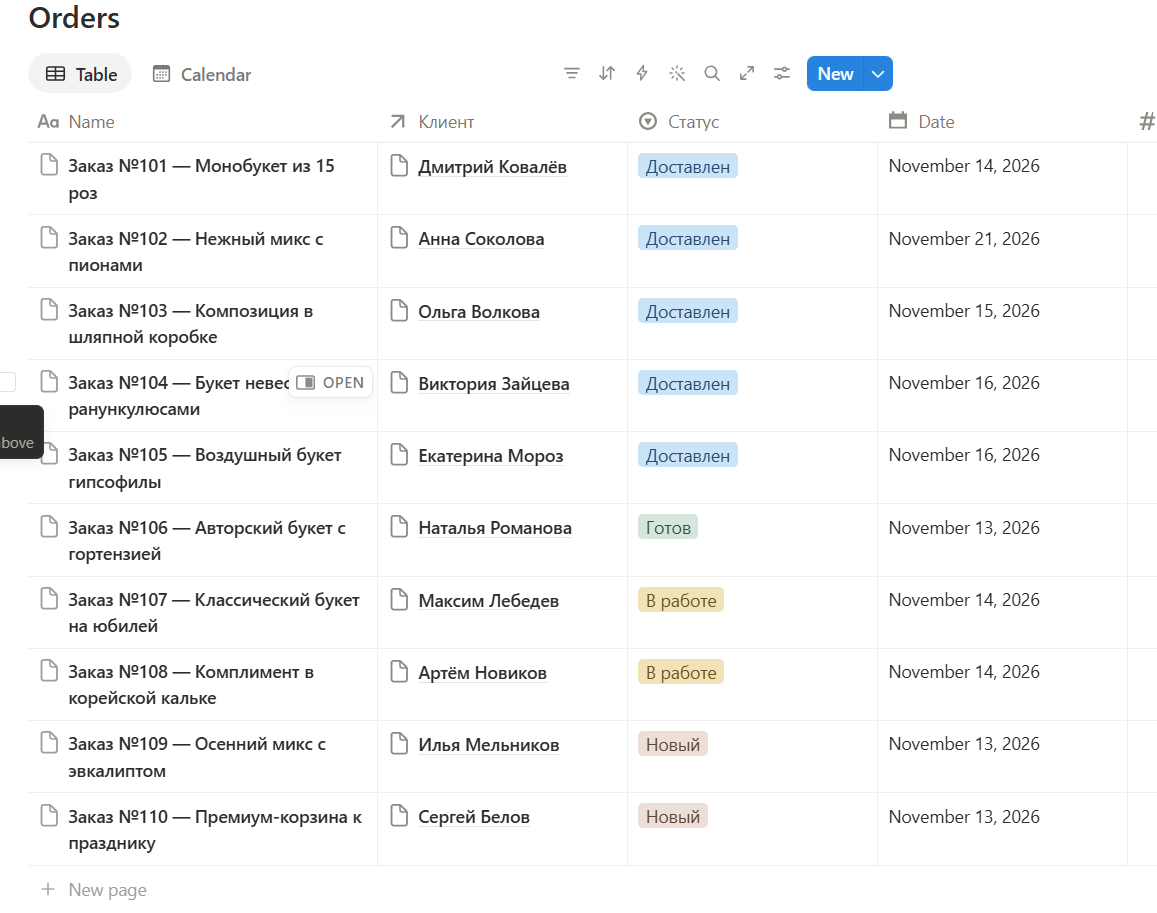 Orders
Table
Calendar
New
Aa Name
Клиент
Статус
Date
#
Заказ №101 — Монобукет из 15
роз
Дмитрий Ковалёв
Доставлен
November 14, 2026
Заказ №102 — Нежный микс с
пионами
Анна Соколова
Доставлен
November 21, 2026
Заказ №103 — Композиция в
шляпной коробке
Ольга Волкова
Доставлен
November 15, 2026
Заказ №104 — Букет невес
ранункулюсами
OPEN
Виктория Зайцева
Доставлен
November 16, 2026
bove
Заказ №105 — Воздушный букет
гипсофилы
Екатерина Мороз
Доставлен
November 16, 2026
Заказ №106 — Авторский букет с
гортензией
Наталья Романова
Готов
November 13, 2026
Заказ №107 — Классический букет
на юбилей
Максим Лебедев
В работе
November 14, 2026
Заказ №108 — Комплимент в
корейской кальке
Артём Новиков
В работе
November 14, 2026
Заказ №109 — Осенний микс с
эвкалиптом
Илья Мельников
Новый
November 13, 2026
Заказ №110 — Премиум-корзина к
празднику
Сергей Белов
Новый
November 13, 2026
New page